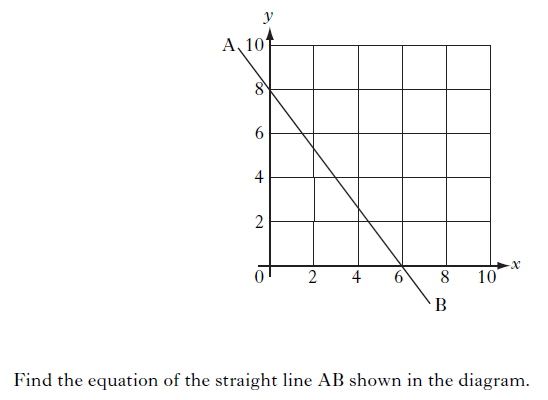 y
A 10
8
6
4
2
0 2 4 6 8 10 x
B
Find the equation of the straight line AB shown in the diagram.